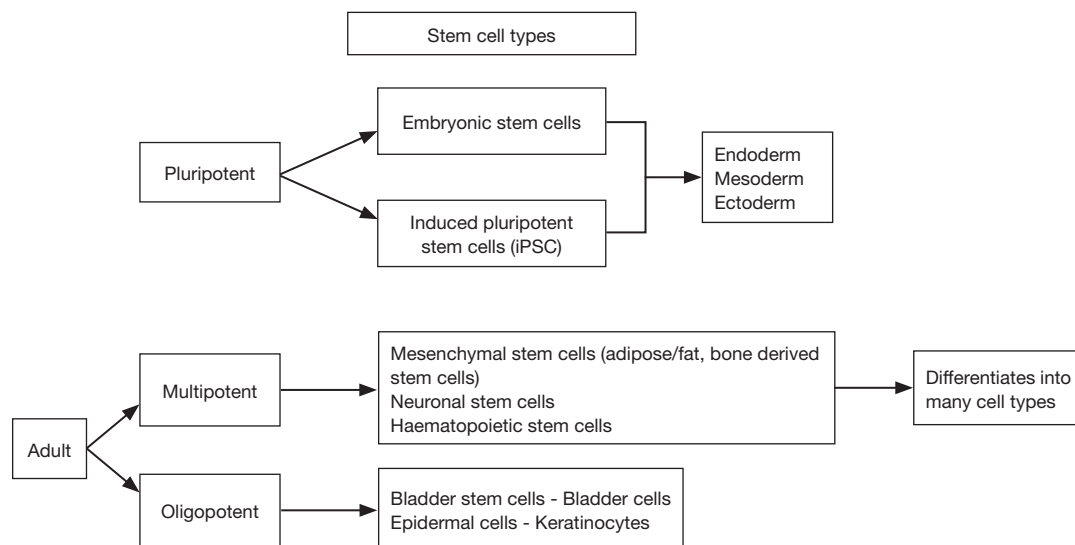 Stem cell types
Pluripotent
Embryonic stem cells
Induced pluripotent
stem cells (iPSC)
Endoderm
Mesoderm
Ectoderm
Adult
Multipotent
Mesenchymal stem cells (adipose/fat, bone derived
stem cells)
Neuronal stem cells
Haematopoietic stem cells
Differentiates into
many cell types
Oligopotent
Bladder stem cells - Bladder cells
Epidermal cells - Keratinocytes